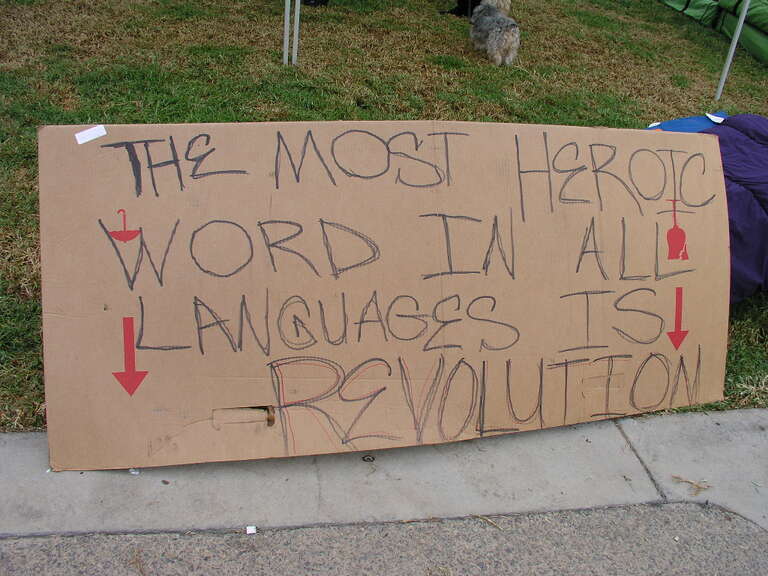 THE MOST HEROIC
WORD IN ALL
LANGUAGES IS
REVOLUTION